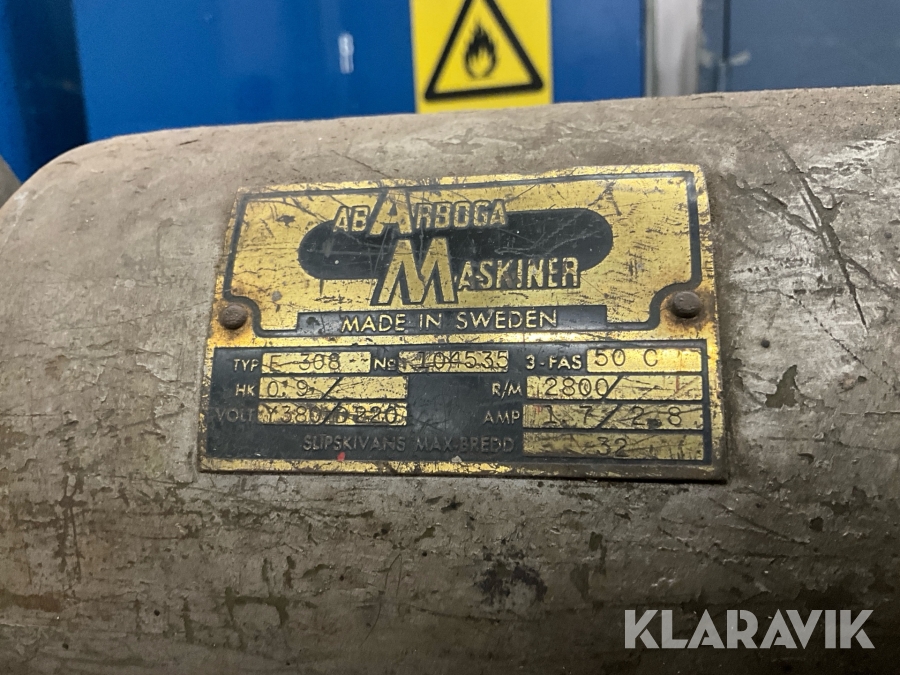 AB ARBOGA
MASKINER
MADE IN SWEDEN
TYP E 308 No 104535 3-FAS 50 C
HK 0.9/ R/M 2800/
VOLT Y380/D220 AMP 1.7/2.8
SLIPSKIVANS MAX-BREDD 32
KLARAVIK